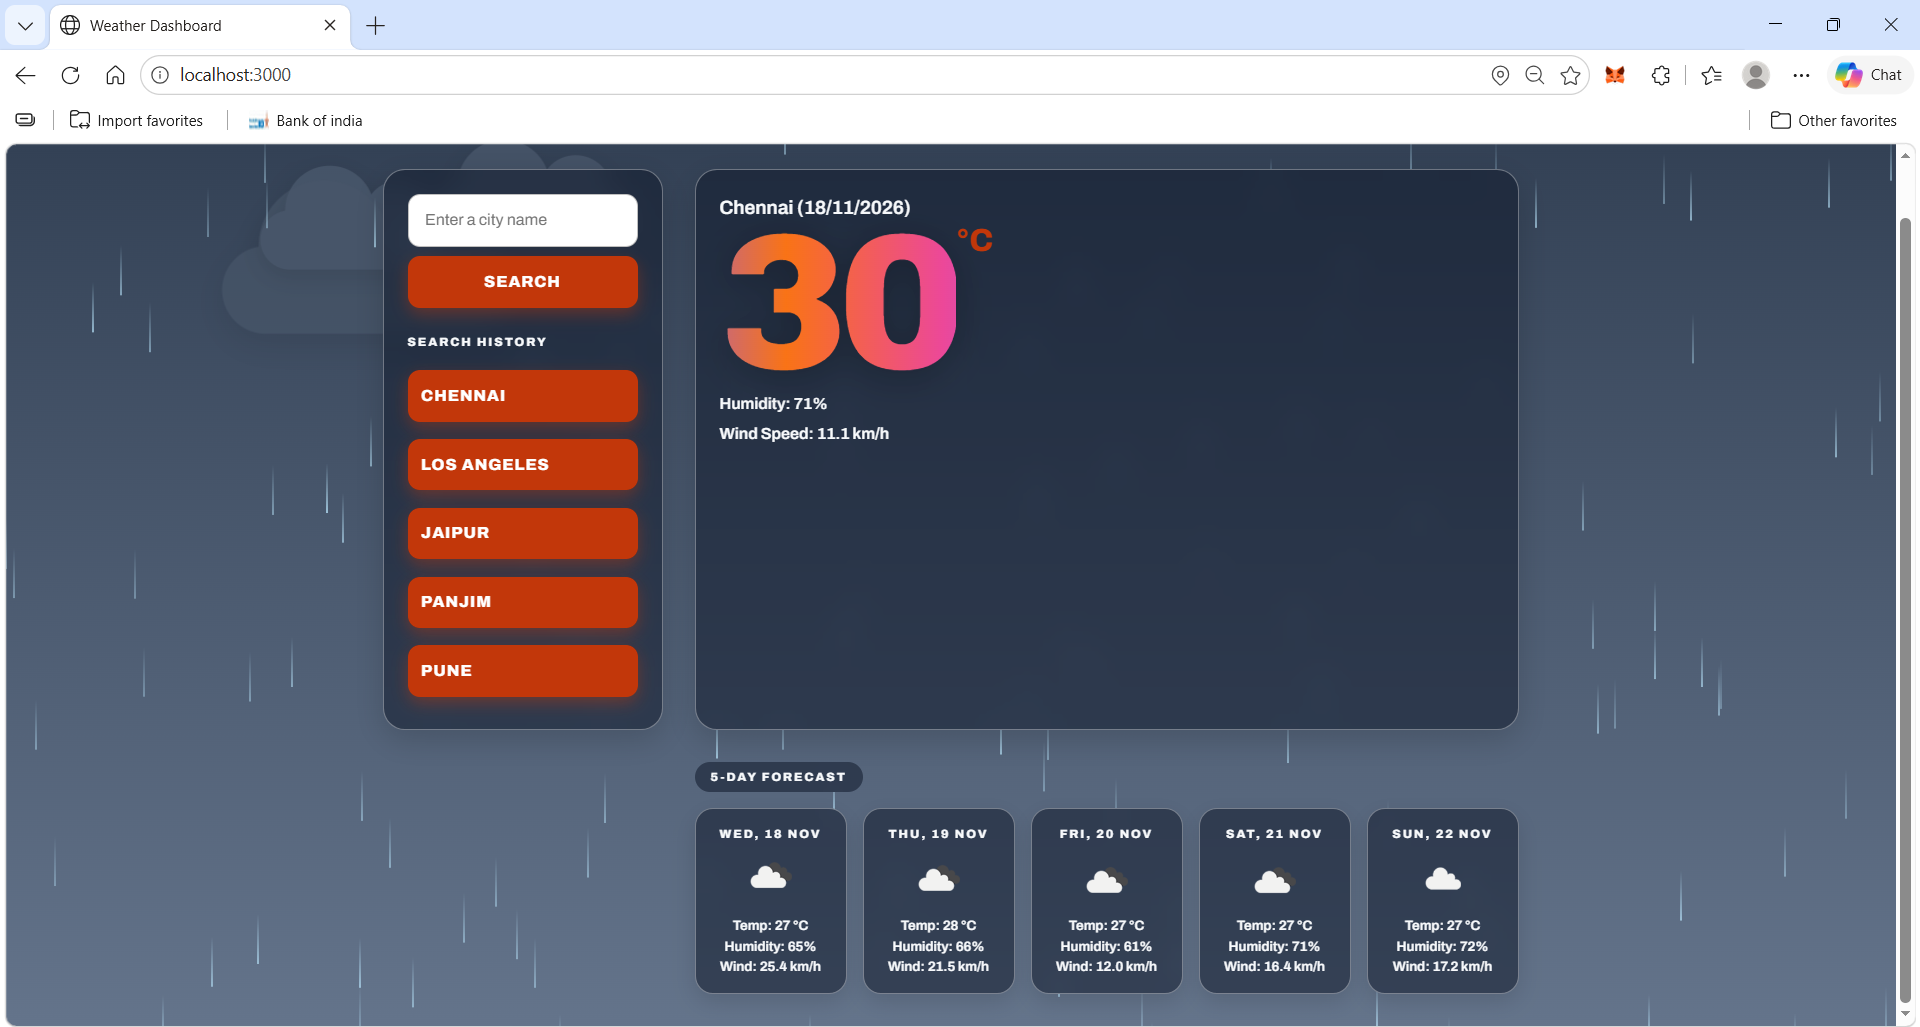 Weather Dashboard
localhost:3000
Chat
Import favorites
Bank of india
Other favorites
Enter a city name
SEARCH
SEARCH HISTORY
CHENNAI
LOS ANGELES
JAIPUR
PANJIM
PUNE
Chennai (18/11/2026)
30 °C
Humidity: 71%
Wind Speed: 11.1 km/h
5-DAY FORECAST
WED, 18 NOV
Temp: 27 °C
Humidity: 65%
Wind: 25.4 km/h
THU, 19 NOV
Temp: 28 °C
Humidity: 66%
Wind: 21.5 km/h
FRI, 20 NOV
Temp: 27 °C
Humidity: 61%
Wind: 12.0 km/h
SAT, 21 NOV
Temp: 27 °C
Humidity: 71%
Wind: 16.4 km/h
SUN, 22 NOV
Temp: 27 °C
Humidity: 72%
Wind: 17.2 km/h